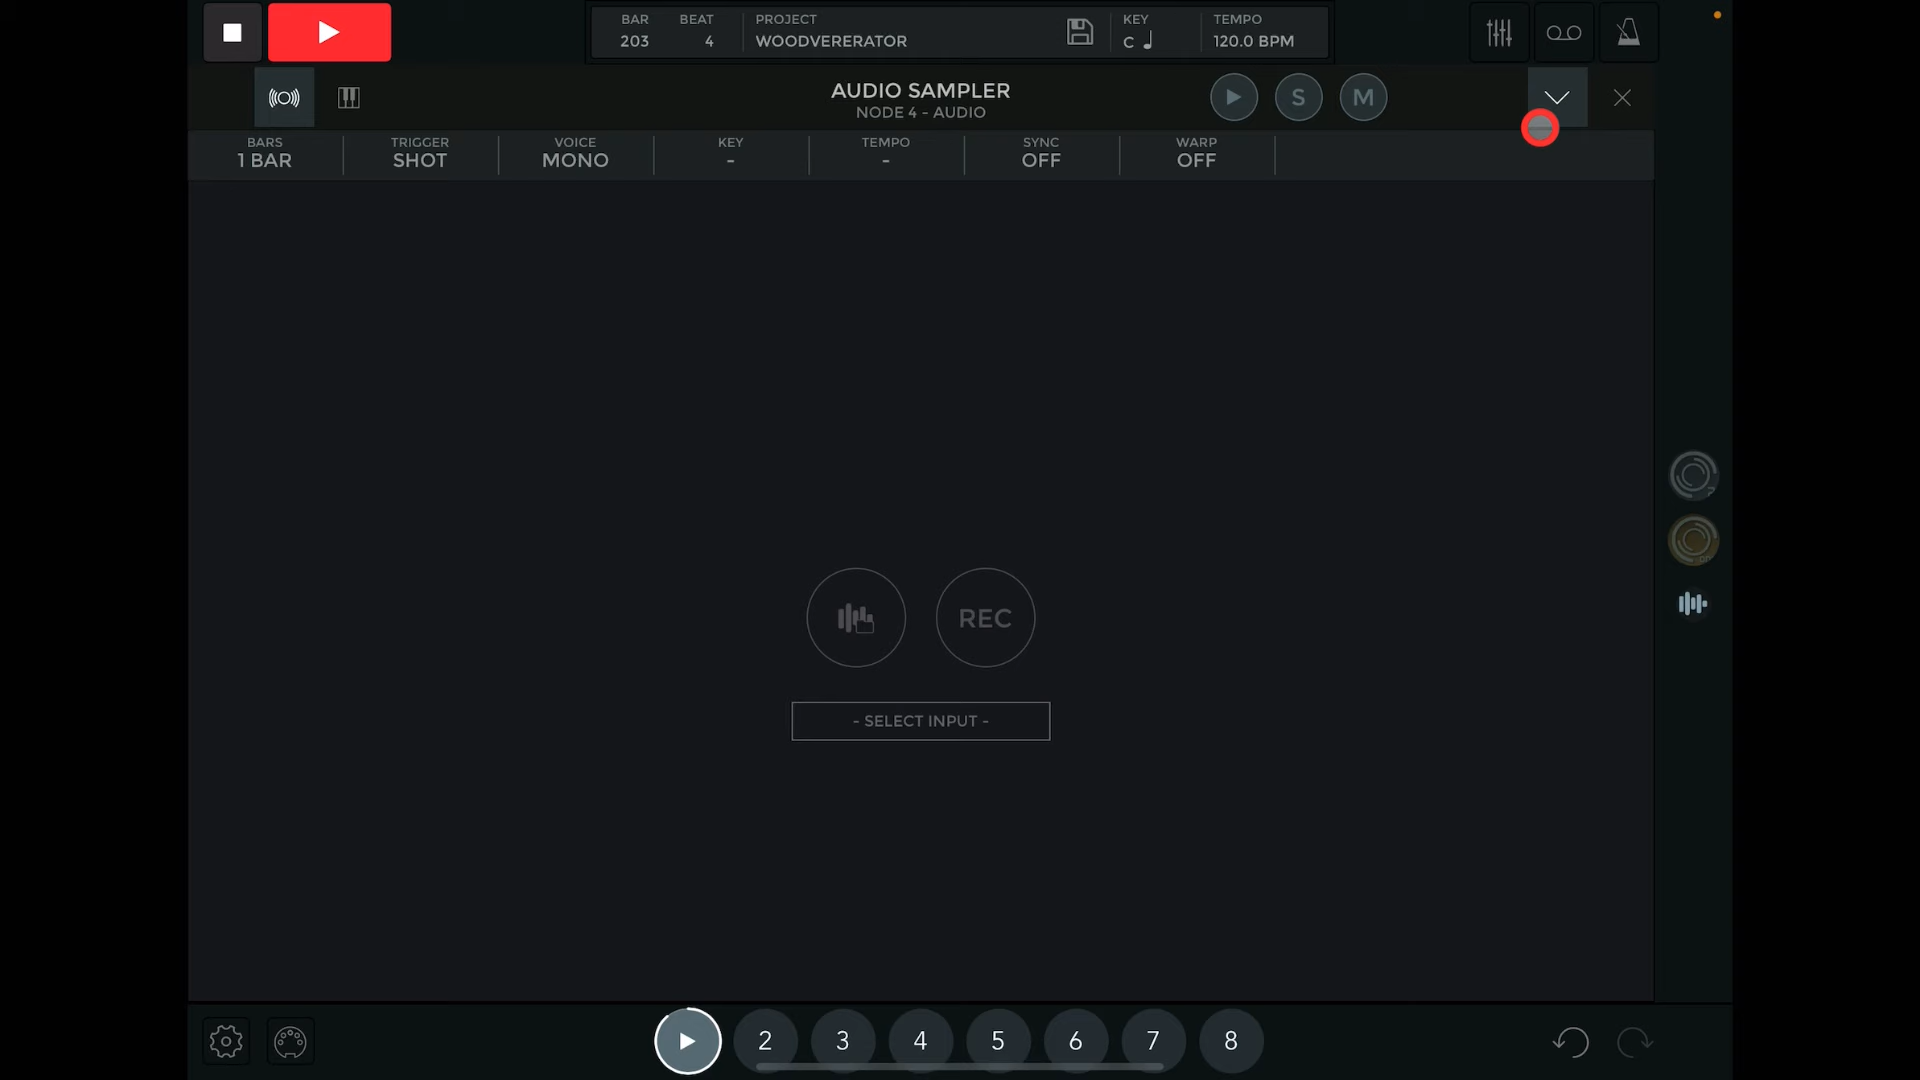 BAR BEAT PROJECT KEY TEMPO
203 4 WOODVERERATOR C 120.0 BPM
AUDIO SAMPLER
NODE 4 - AUDIO
S M
BARS TRIGGER VOICE KEY TEMPO SYNC WARP
1 BAR SHOT MONO - - OFF OFF
REC
- SELECT INPUT -
2 3 4 5 6 7 8